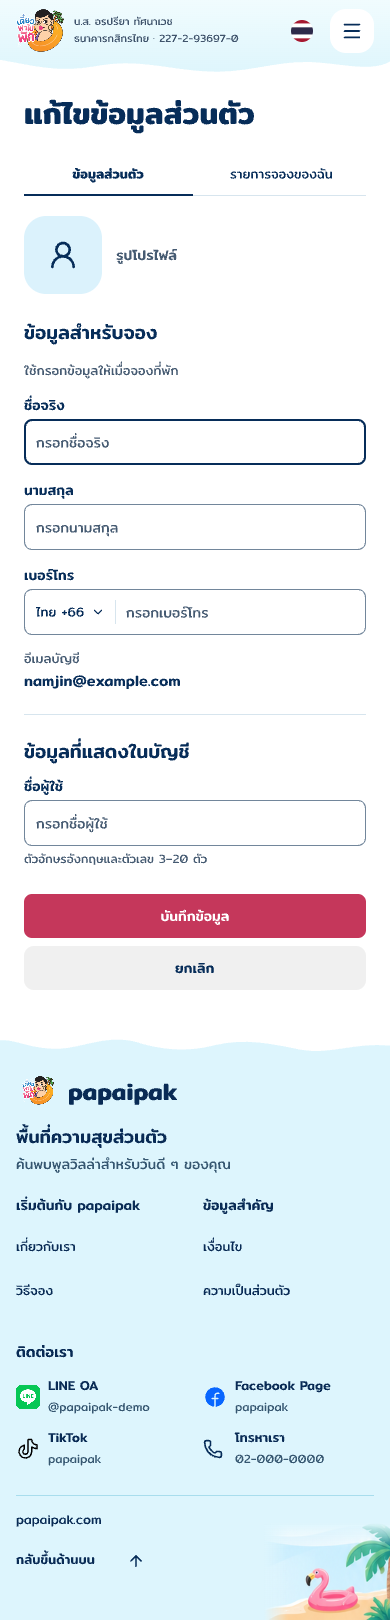 เที่ยว
พาม
พัก
น.ส. อรปรียา ทัศนาเวช
ธนาคารกสิกรไทย · 227-2-93697-0
แก้ไขข้อมูลส่วนตัว
ข้อมูลส่วนตัว
รายการจองของฉัน
รูปโปรไฟล์
ข้อมูลสำหรับจอง
ใช้กรอกข้อมูลให้เมื่อจองที่พัก
ชื่อจริง
กรอกชื่อจริง
นามสกุล
กรอกนามสกุล
เบอร์โทร
ไทย +66 กรอกเบอร์โทร
อีเมลบัญชี
namjin@example.com
ข้อมูลที่แสดงในบัญชี
ชื่อผู้ใช้
กรอกชื่อผู้ใช้
ตัวอักษรอังกฤษและตัวเลข 3–20 ตัว
บันทึกข้อมูล
ยกเลิก
papaipak
พื้นที่ความสุขส่วนตัว
ค้นพบพูลวิลล่าสำหรับวันดี ๆ ของคุณ
เริ่มต้นกับ papaipak
เกี่ยวกับเรา
วิธีจอง
ข้อมูลสำคัญ
เงื่อนไข
ความเป็นส่วนตัว
ติดต่อเรา
LINE OA
@papaipak-demo
Facebook Page
papaipak
TikTok
papaipak
โทรหาเรา
02-000-0000
papaipak.com
กลับขึ้นด้านบน